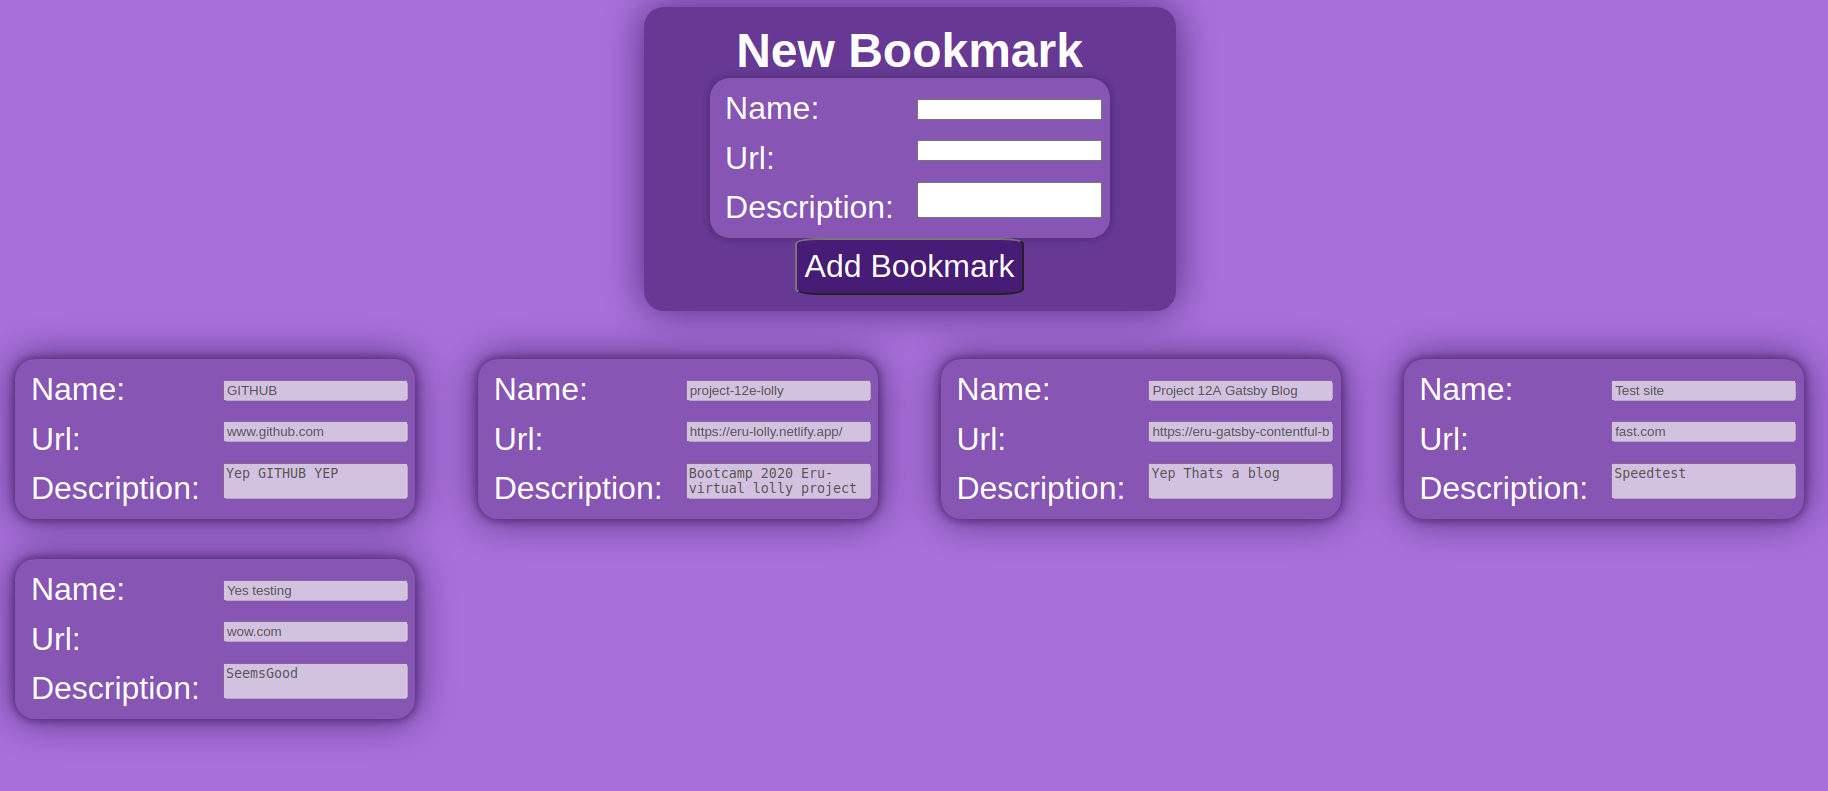 New Bookmark
Name:
Url:
Description:
Add Bookmark
Name: GITHUB
Url: www.github.com
Description: Yep GITHUB YEP
Name: project-12e-lolly
Url: https://eru-lolly.netlify.app/
Description: Bootcamp 2020 Eru-
virtual lolly project
Name: Project 12A Gatsby Blog
Url: https://eru-gatsby-contentful-b
Description: Yep Thats a blog
Name: Test site
Url: fast.com
Description: Speedtest
Name: Yes testing
Url: wow.com
Description: SeemsGood